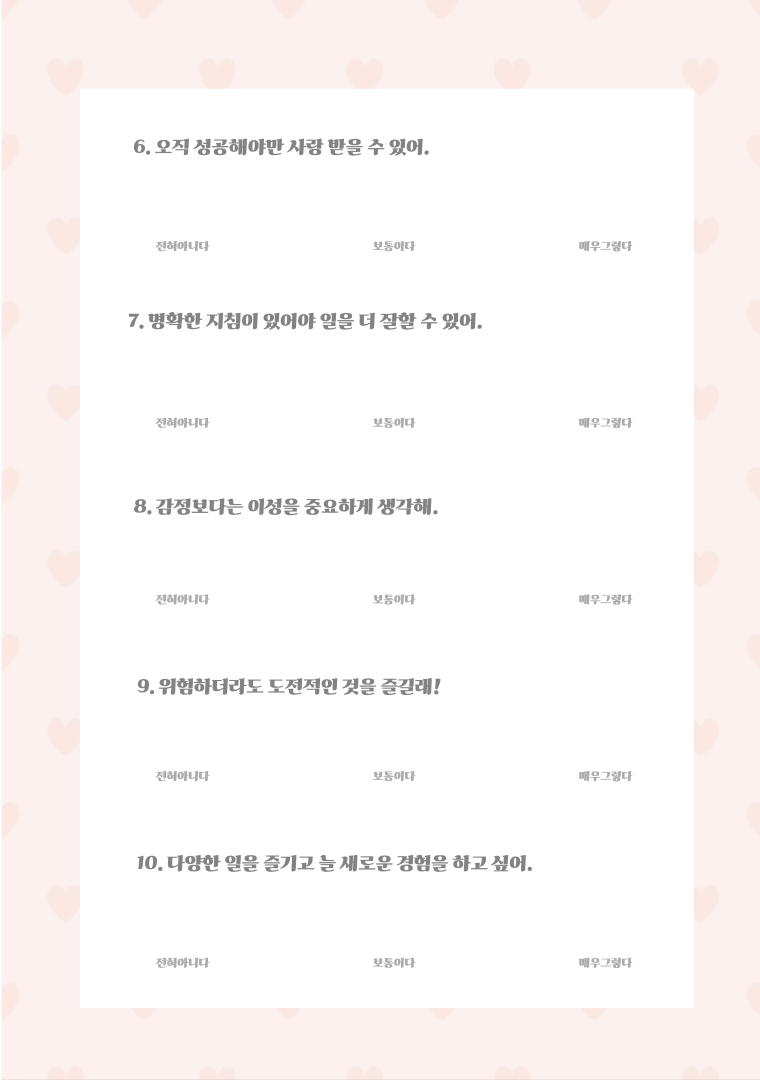 6. 오직 성공해야만 사랑 받을 수 있어.
전혀아니다 보통이다 매우그렇다
7. 명확한 지침이 있어야 일을 더 잘할 수 있어.
전혀아니다 보통이다 매우그렇다
8. 감정보다는 이성을 중요하게 생각해.
전혀아니다 보통이다 매우그렇다
9. 위험하더라도 도전적인 것을 즐길래!
전혀아니다 보통이다 매우그렇다
10. 다양한 일을 즐기고 늘 새로운 경험을 하고 싶어.
전혀아니다 보통이다 매우그렇다